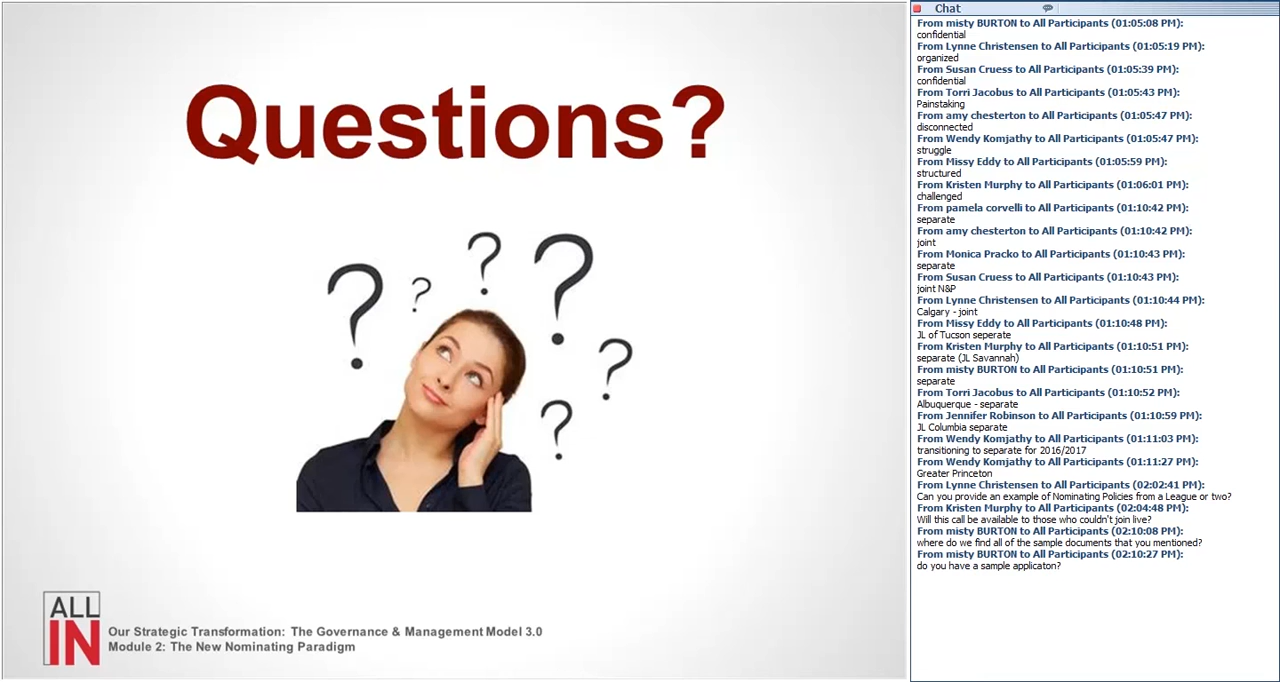 Questions?
?
?
?
?
?
?
ALL
IN
Our Strategic Transformation: The Governance & Management Model 3.0
Module 2: The New Nominating Paradigm
Chat
From misty BURTON to All Participants (01:05:08 PM):
confidential
From Lynne Christensen to All Participants (01:05:19 PM):
organized
From Susan Cruess to All Participants (01:05:39 PM):
confidential
From Torri Jacobus to All Participants (01:05:43 PM):
Painstaking
From amy chesterton to All Participants (01:05:47 PM):
disconnected
From Wendy Komjathy to All Participants (01:05:47 PM):
struggle
From Missy Eddy to All Participants (01:05:59 PM):
structured
From Kristen Murphy to All Participants (01:06:01 PM):
challenged
From pamela corvelli to All Participants (01:10:42 PM):
separate
From amy chesterton to All Participants (01:10:42 PM):
joint
From Monica Pracko to All Participants (01:10:43 PM):
separate
From Susan Cruess to All Participants (01:10:43 PM):
joint N&P
From Lynne Christensen to All Participants (01:10:44 PM):
Calgary - joint
From Missy Eddy to All Participants (01:10:48 PM):
JL of Tucson seperate
From Kristen Murphy to All Participants (01:10:51 PM):
separate (JL Savannah)
From misty BURTON to All Participants (01:10:51 PM):
separate
From Torri Jacobus to All Participants (01:10:52 PM):
Albuquerque - separate
From Jennifer Robinson to All Participants (01:10:59 PM):
JL Columbia separate
From Wendy Komjathy to All Participants (01:11:03 PM):
transitioning to separate for 2016/2017
From Wendy Komjathy to All Participants (01:11:27 PM):
Greater Princeton
From Lynne Christensen to All Participants (02:02:41 PM):
Can you provide an example of Nominating Policies from a League or two?
From Kristen Murphy to All Participants (02:04:48 PM):
Will this call be available to those who couldn't join live?
From misty BURTON to All Participants (02:10:08 PM):
where do we find all of the sample documents that you mentioned?
From misty BURTON to All Participants (02:10:27 PM):
do you have a sample applicaton?